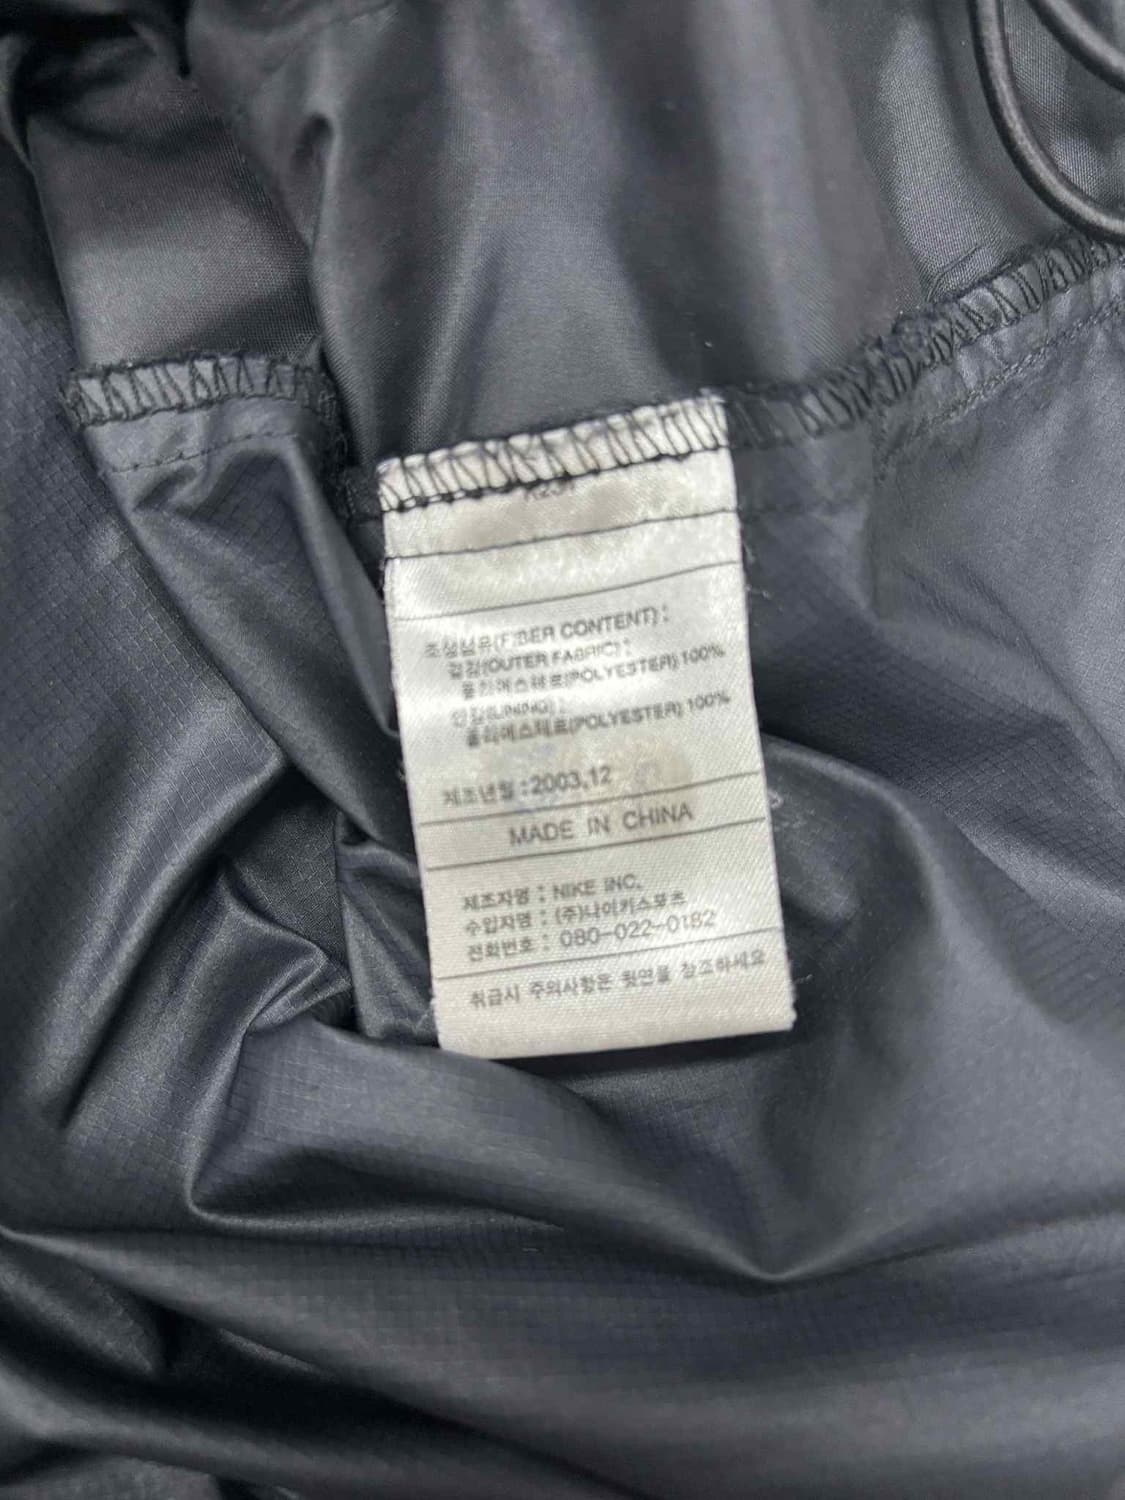 조성섬유(FIBER CONTENT) :
겉감(OUTER FABRIC) :
폴리에스테르(POLYESTER) 100%
안감(LINING) :
폴리에스테르(POLYESTER) 100%
제조년월 : 2003.12
MADE IN CHINA
제조자명 : NIKE INC.
수입자명 : (주)나이키스포츠
전화번호 : 080-022-0182
취급시 주의사항은 뒷면을 참조하세요